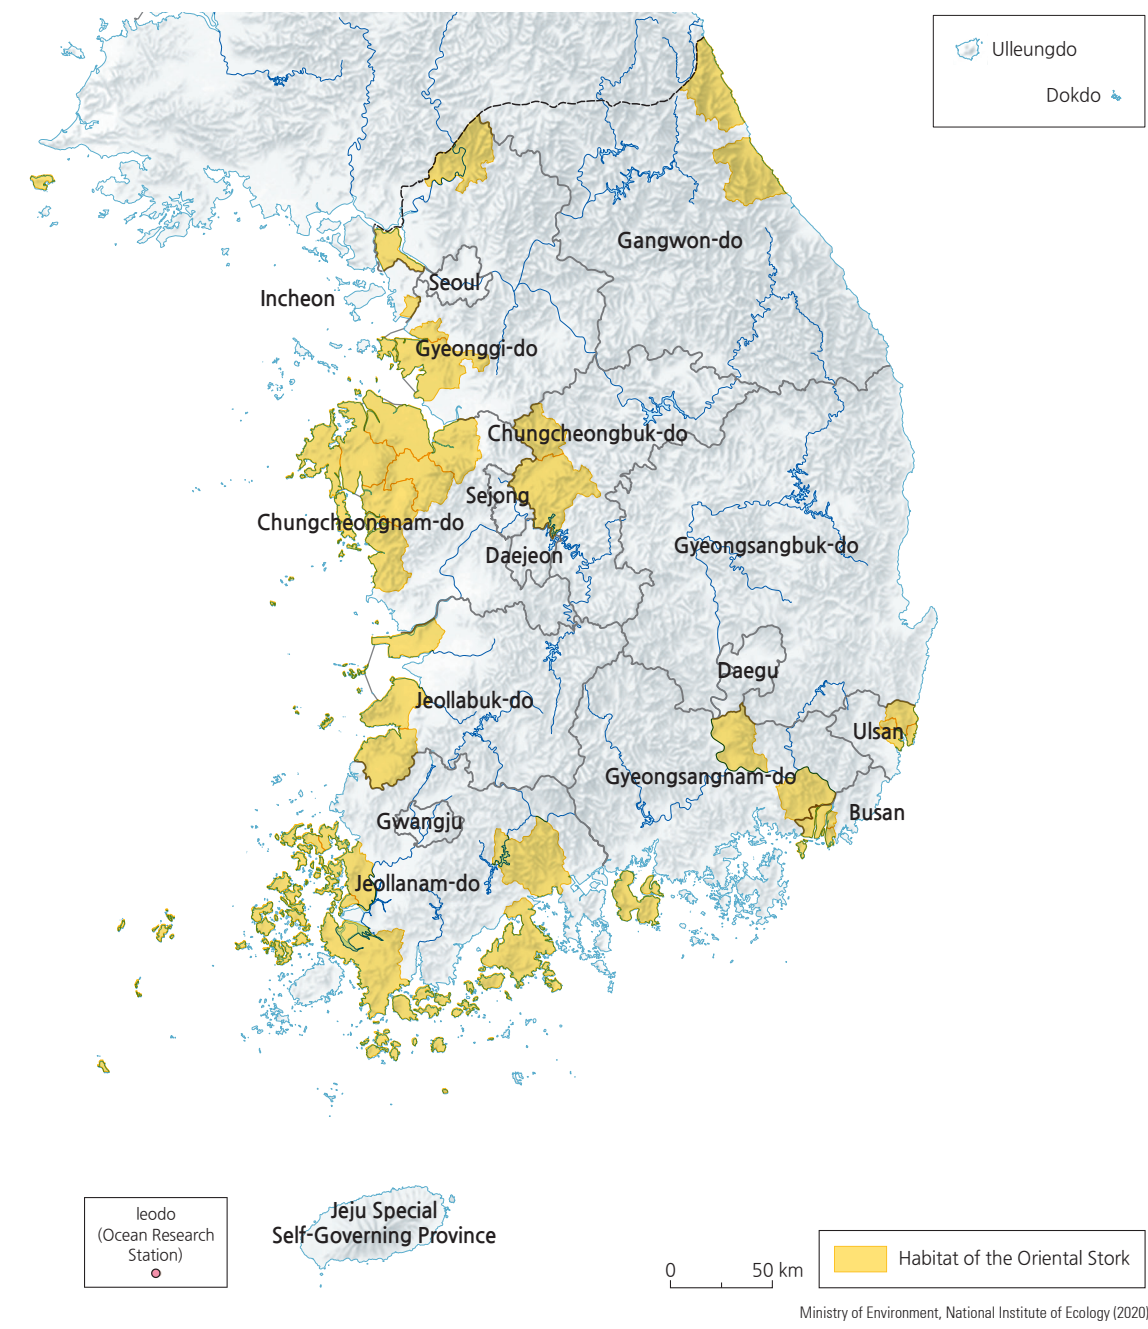 Ulleungdo
Dokdo
Gangwon-do
Seoul
Incheon
Gyeonggi-do
Chungcheongbuk-do
Sejong
Chungcheongnam-do
Daejeon
Gyeongsangbuk-do
Daegu
Jeollabuk-do
Ulsan
Gyeongsangnam-do
Busan
Gwangju
Jeollanam-do
Jeju Special
Self-Governing Province
Ieodo
(Ocean Research
Station)
0 50 km
Habitat of the Oriental Stork
Ministry of Environment, National Institute of Ecology (2020)